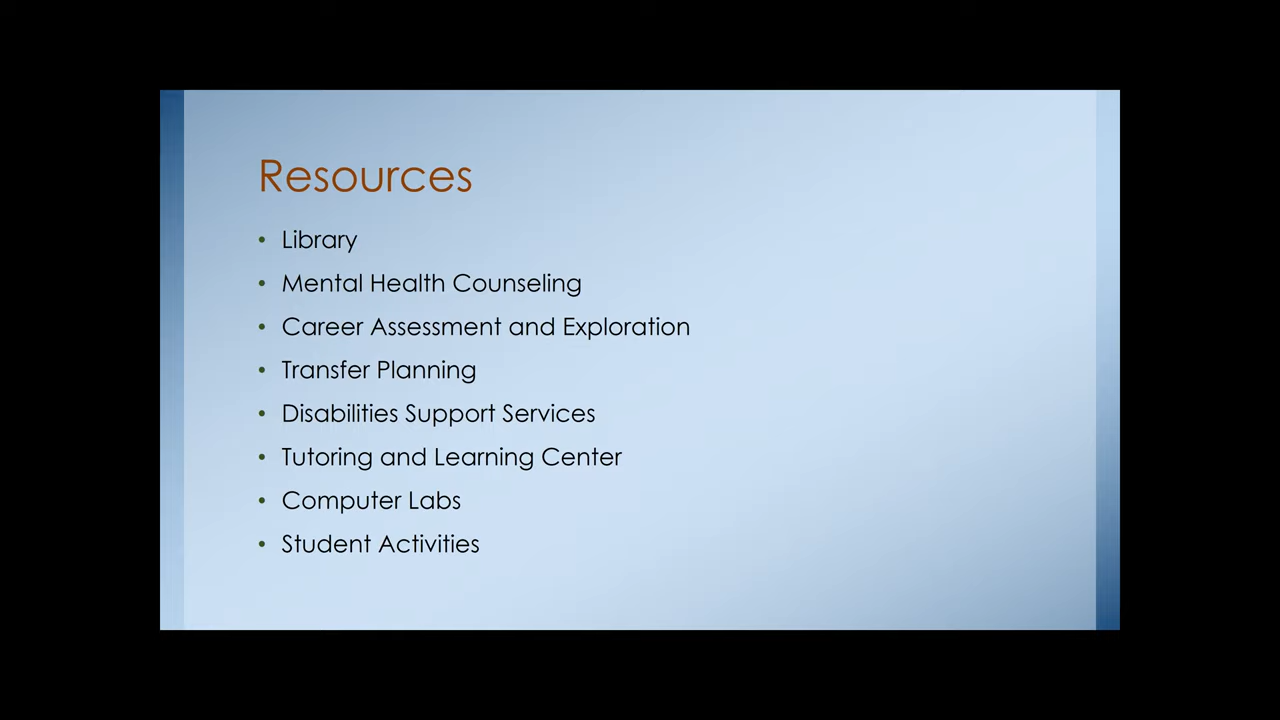 Resources
• Library
• Mental Health Counseling
• Career Assessment and Exploration
• Transfer Planning
• Disabilities Support Services
• Tutoring and Learning Center
• Computer Labs
• Student Activities